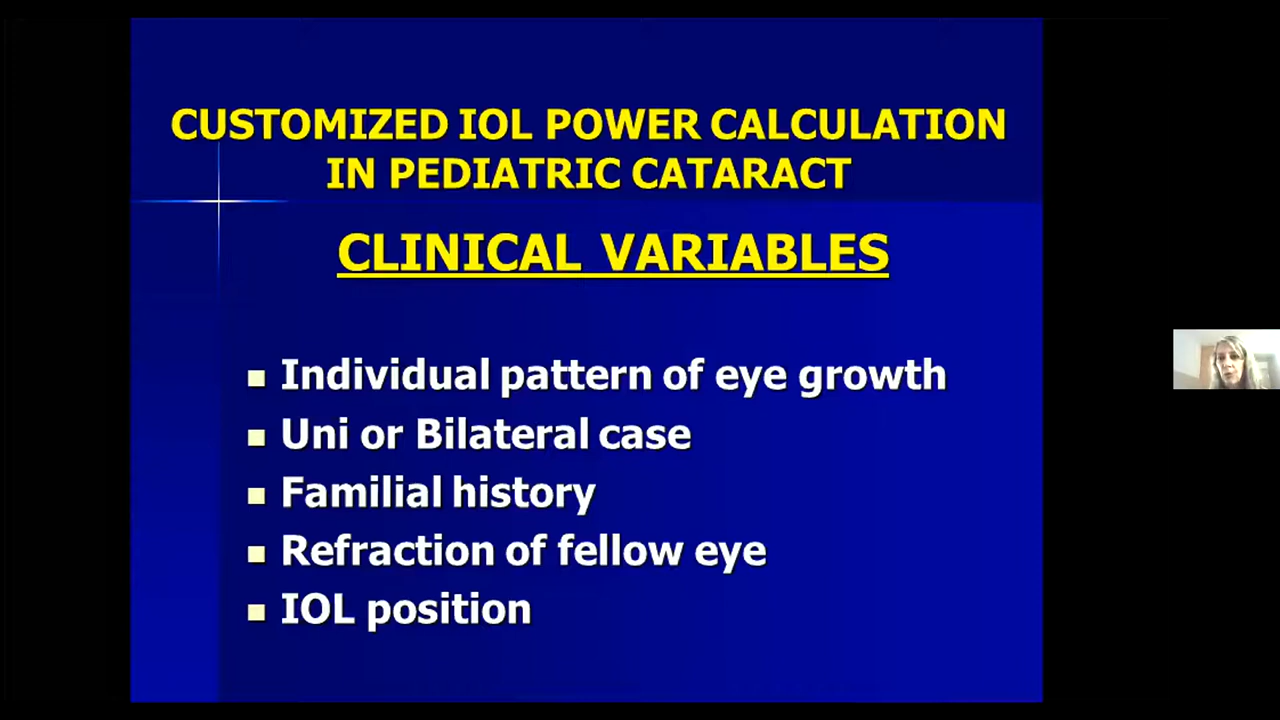 CUSTOMIZED IOL POWER CALCULATION
IN PEDIATRIC CATARACT
CLINICAL VARIABLES
Individual pattern of eye growth
Uni or Bilateral case
Familial history
Refraction of fellow eye
IOL position